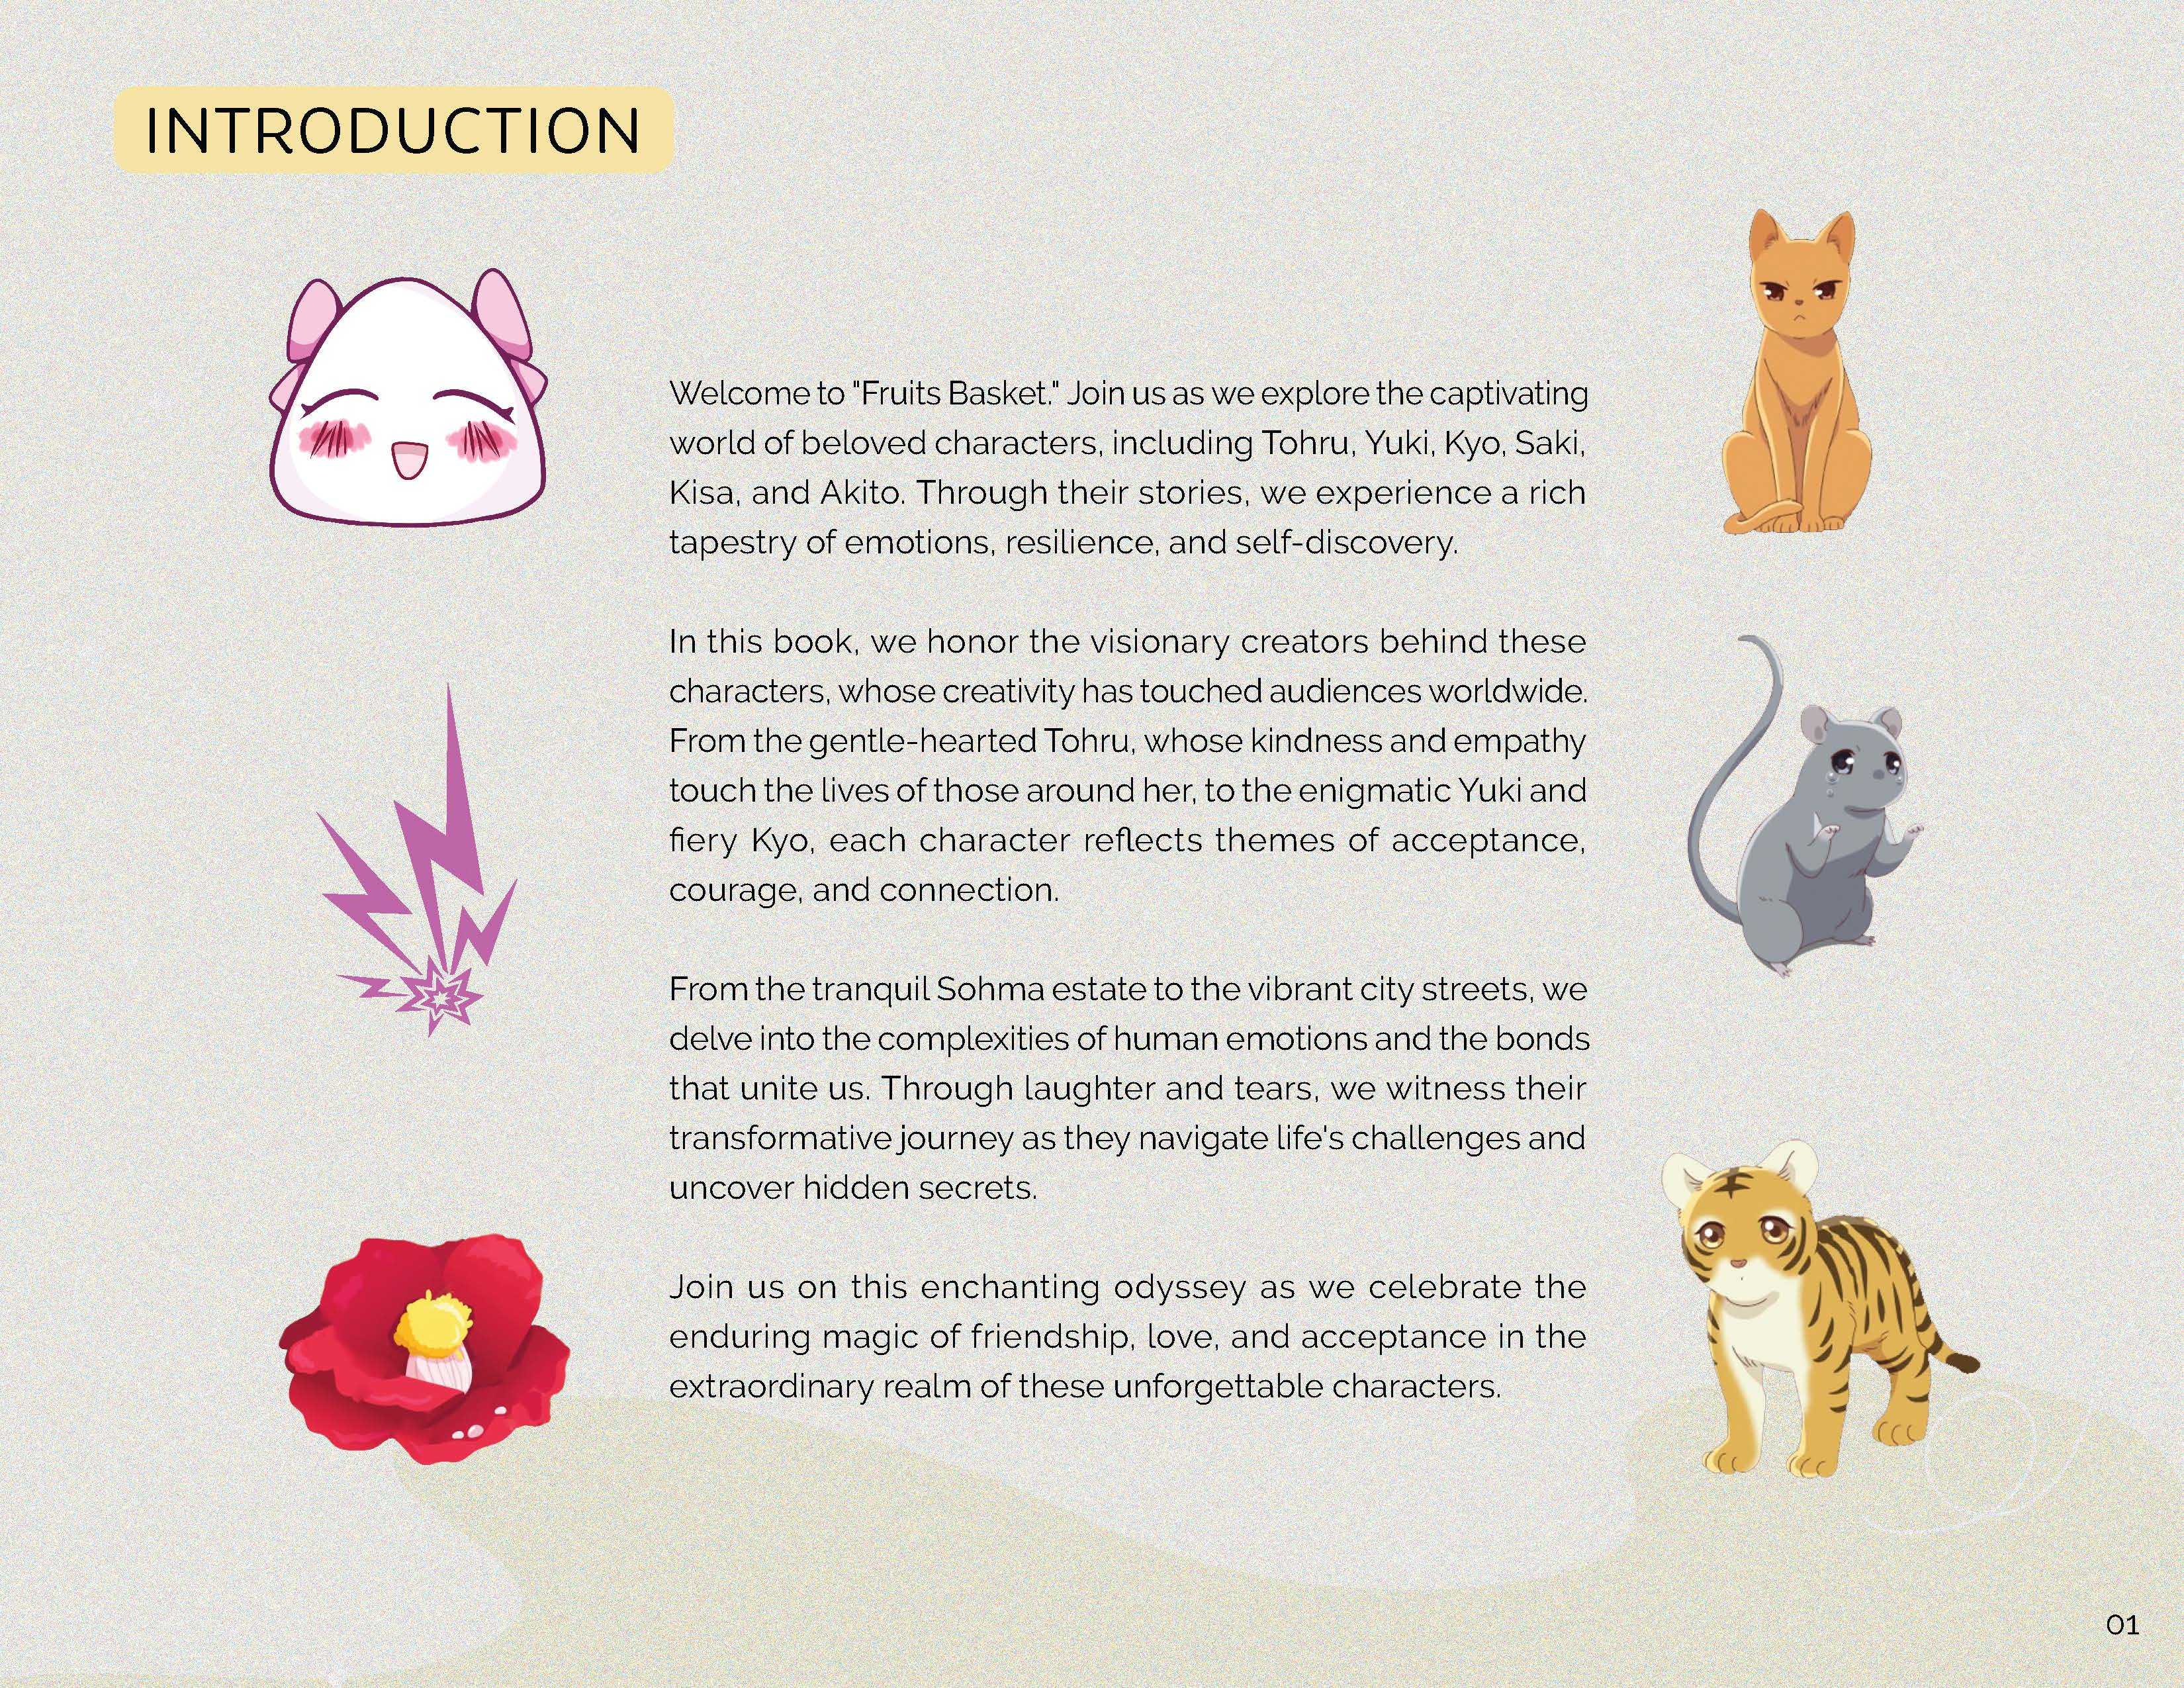 INTRODUCTION
Welcome to "Fruits Basket." Join us as we explore the captivating
world of beloved characters, including Tohru, Yuki, Kyo, Saki,
Kisa, and Akito. Through their stories, we experience a rich
tapestry of emotions, resilience, and self-discovery.
In this book, we honor the visionary creators behind these
characters, whose creativity has touched audiences worldwide.
From the gentle-hearted Tohru, whose kindness and empathy
touch the lives of those around her, to the enigmatic Yuki and
fiery Kyo, each character reflects themes of acceptance,
courage, and connection.
From the tranquil Sohma estate to the vibrant city streets, we
delve into the complexities of human emotions and the bonds
that unite us. Through laughter and tears, we witness their
transformative journey as they navigate life's challenges and
uncover hidden secrets.
Join us on this enchanting odyssey as we celebrate the
enduring magic of friendship, love, and acceptance in the
extraordinary realm of these unforgettable characters.
01